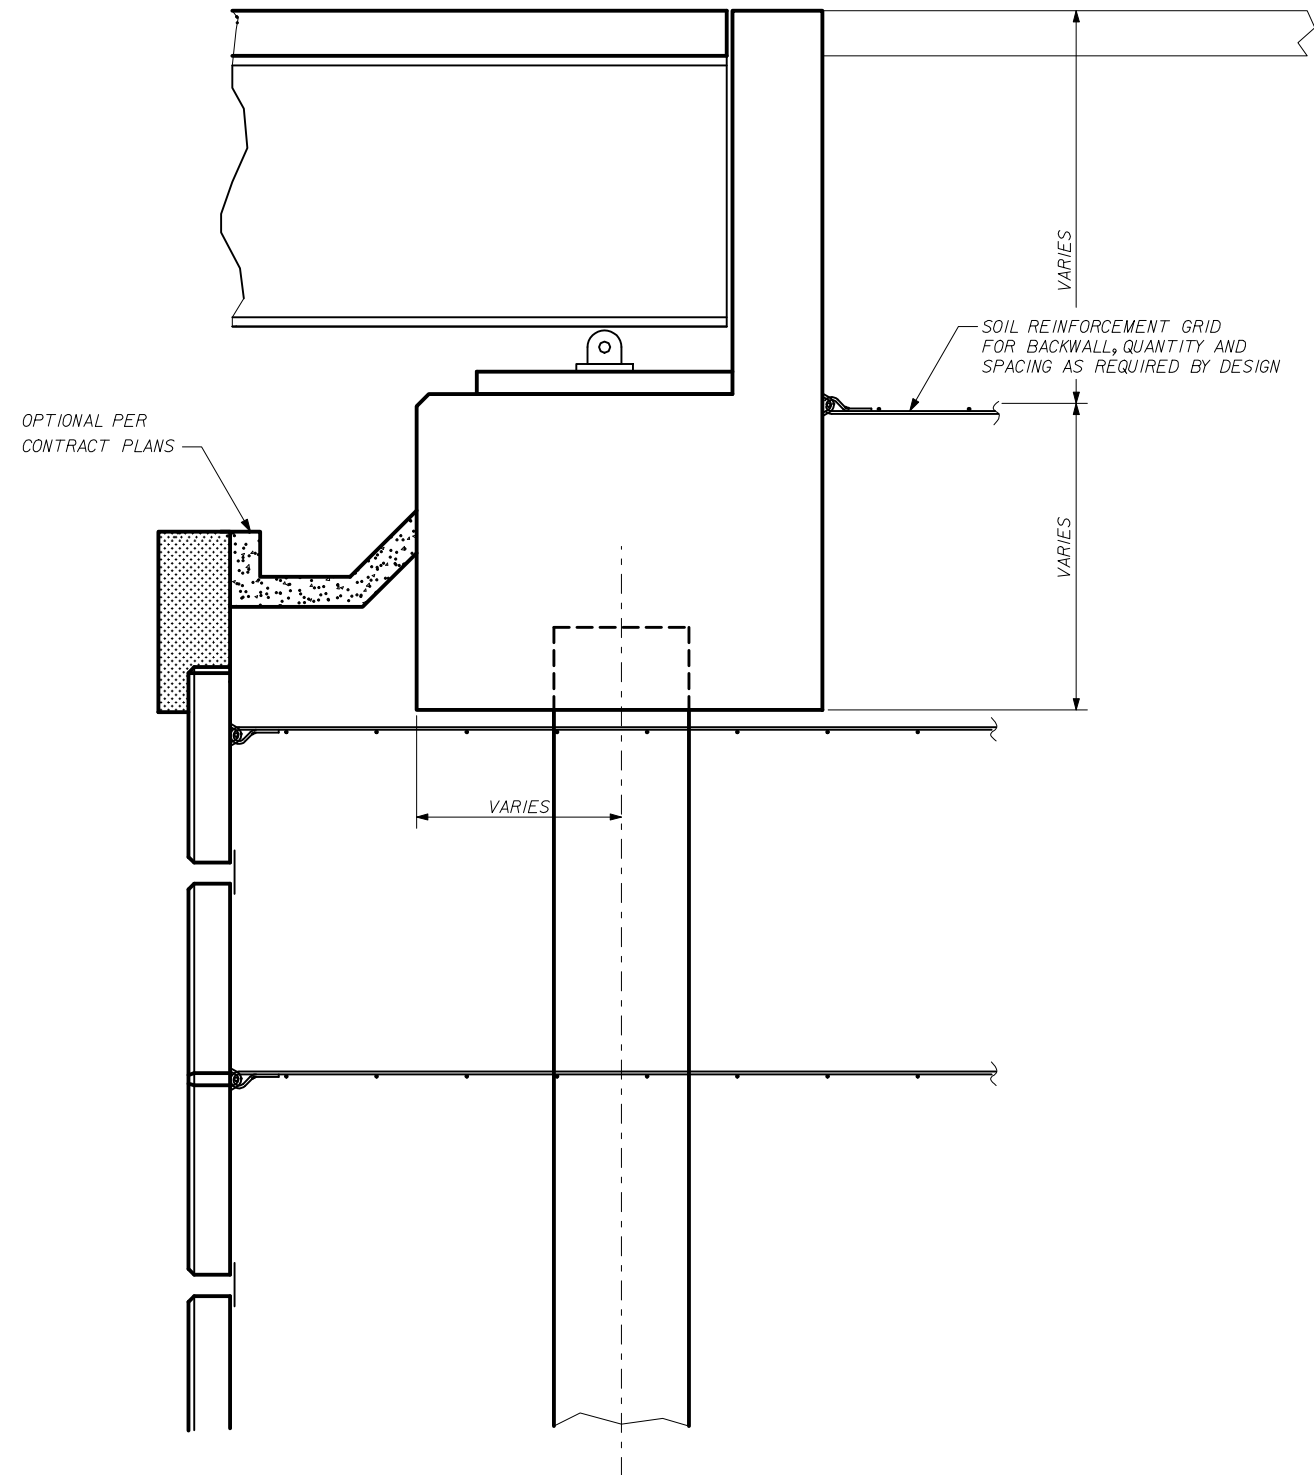 VARIES
SOIL REINFORCEMENT GRID
FOR BACKWALL, QUANTITY AND
SPACING AS REQUIRED BY DESIGN
OPTIONAL PER
CONTRACT PLANS
VARIES
VARIES